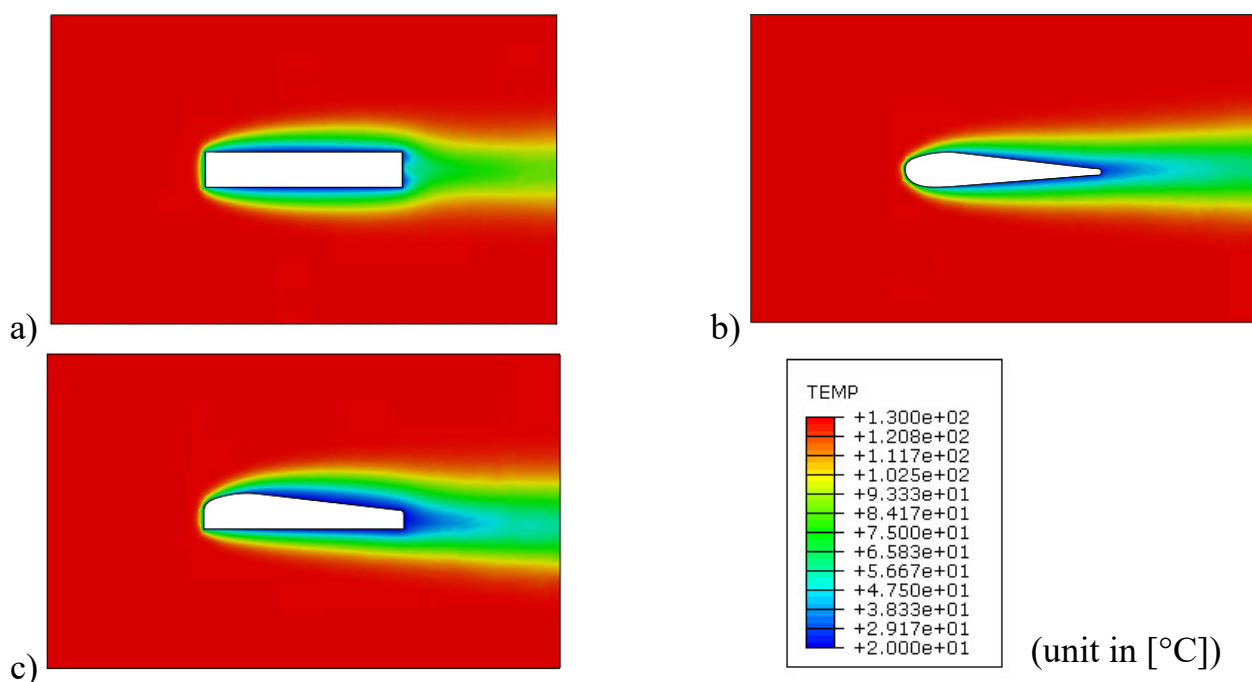 a)
b)
c)
TEMP
+1.300e+02
+1.208e+02
+1.117e+02
+1.025e+02
+9.333e+01
+8.417e+01
+7.500e+01
+6.583e+01
+5.667e+01
+4.750e+01
+3.833e+01
+2.917e+01
+2.000e+01
(unit in [°C])